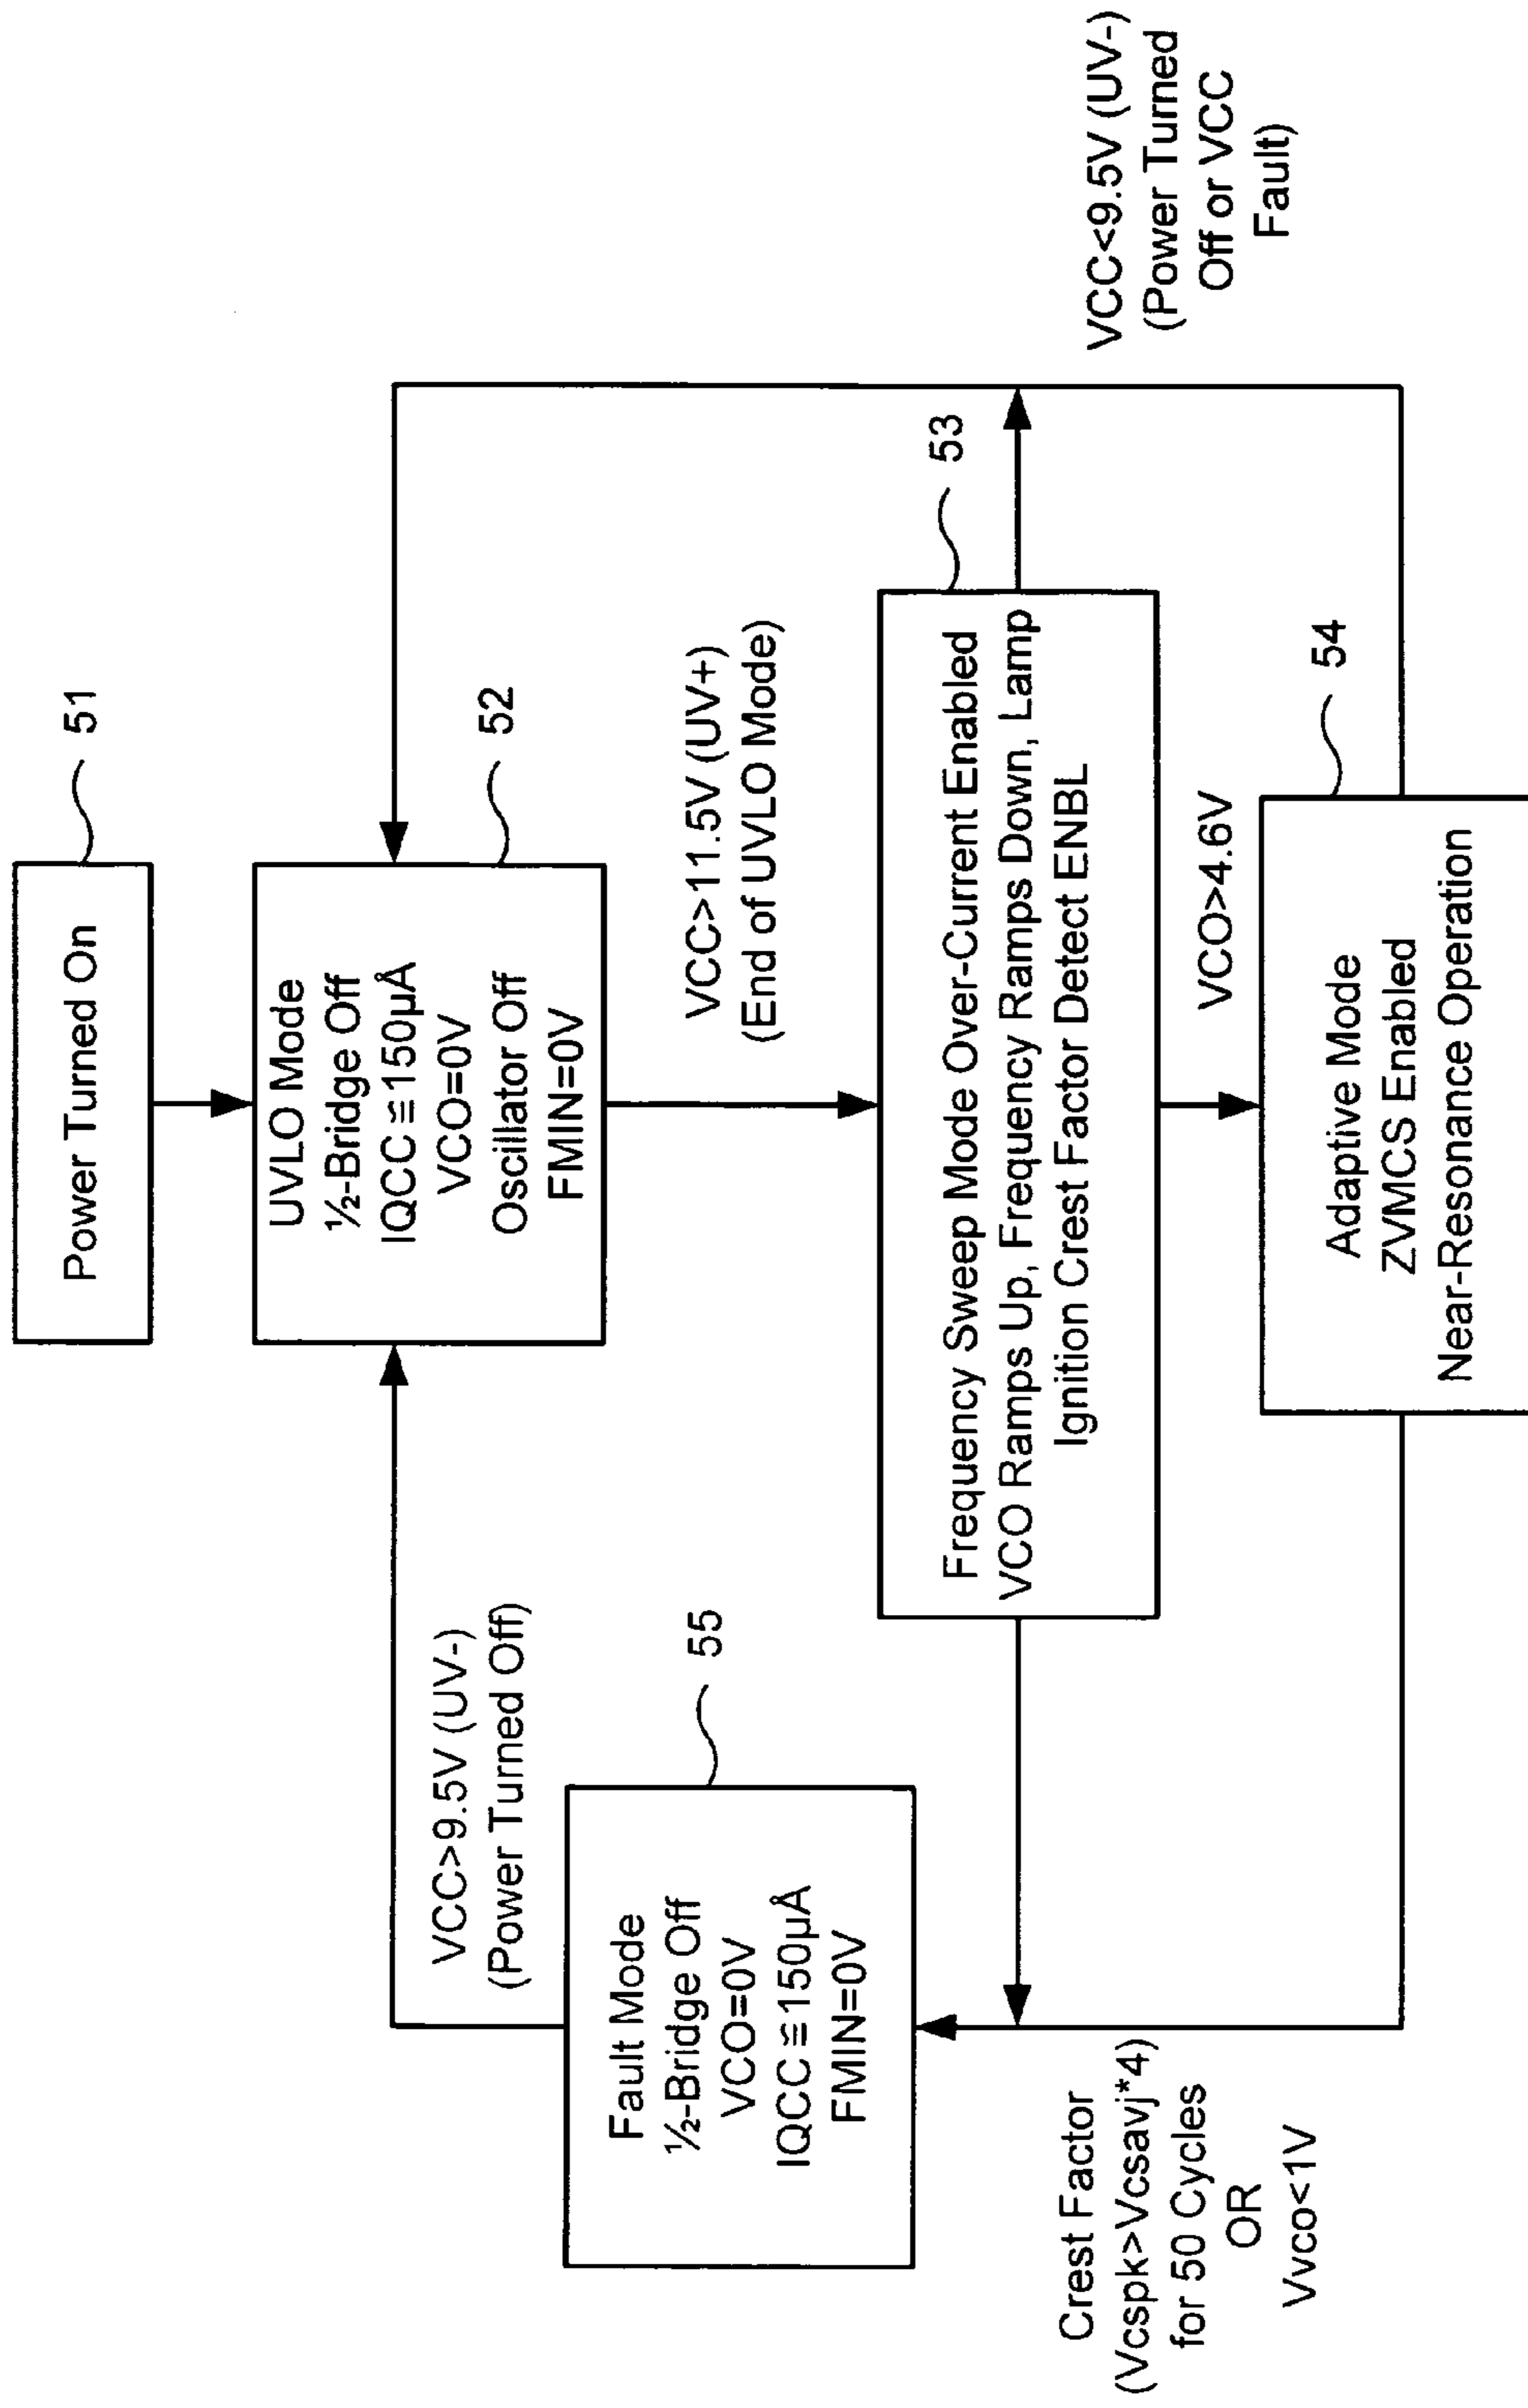 Power Turned On
51
UVLO Mode
½-Bridge Off
IQCC≦150µÅ
VCO=0V
Oscillator Off
FMIN=0V
52
VCC>9.5V (UV-)
(Power Turned Off)
VCC>11.5V (UV+)
(End of UVLO Mode)
Fault Mode
½-Bridge Off
VCO=0V
IQCC≦150µÅ
FMIN=0V
55
Frequency Sweep Mode Over-Current Enabled
VCO Ramps Up, Frequency Ramps Down, Lamp
Ignition Crest Factor Detect ENBL
53
VCC<9.5V (UV-)
(Power Turned
Off or VCC
Fault)
Crest Factor
(Vcspk>Vcsavj*4)
for 50 Cycles
OR
Vvco<1V
VCO>4.6V
Adaptive Mode
ZVMCS Enabled
Near-Resonance Operation
54